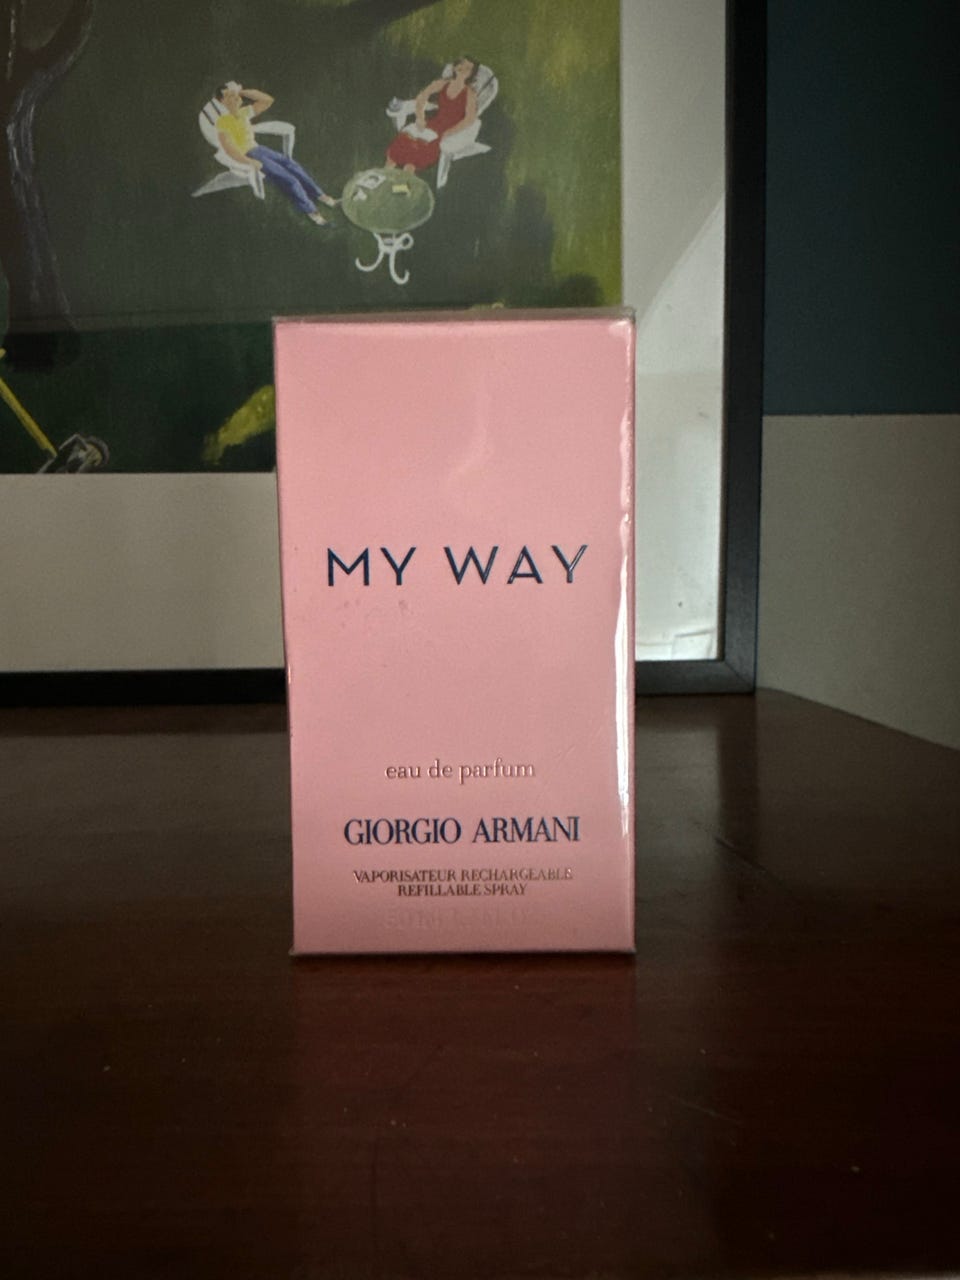 MY WAY
eau de parfum
GIORGIO ARMANI
VAPORISATEUR RECHARGEABLE
REFILLABLE SPRAY